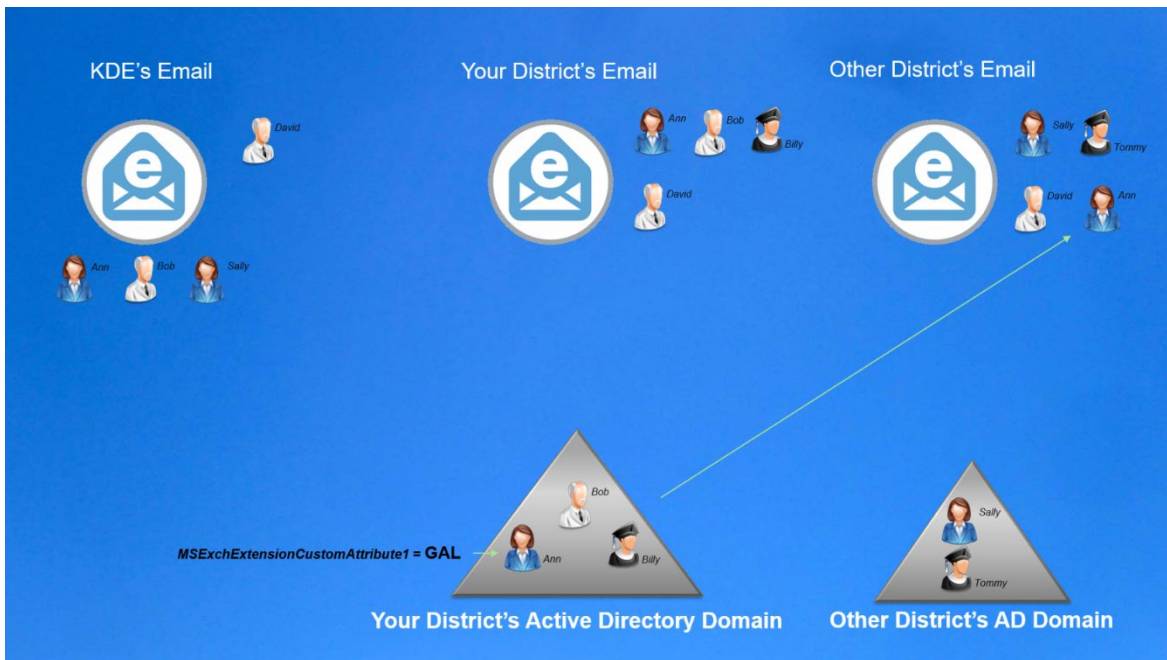 KDE's Email
Your District's Email
Other District's Email
David
Ann
Bob
Billy
Sally
Tommy
e
e
e
David
David
Ann
Ann
Bob
Sally
Bob
Sally
MSExchExtensionCustomAttribute1 = GAL
Ann
Billy
Tommy
Your District's Active Directory Domain
Other District's AD Domain